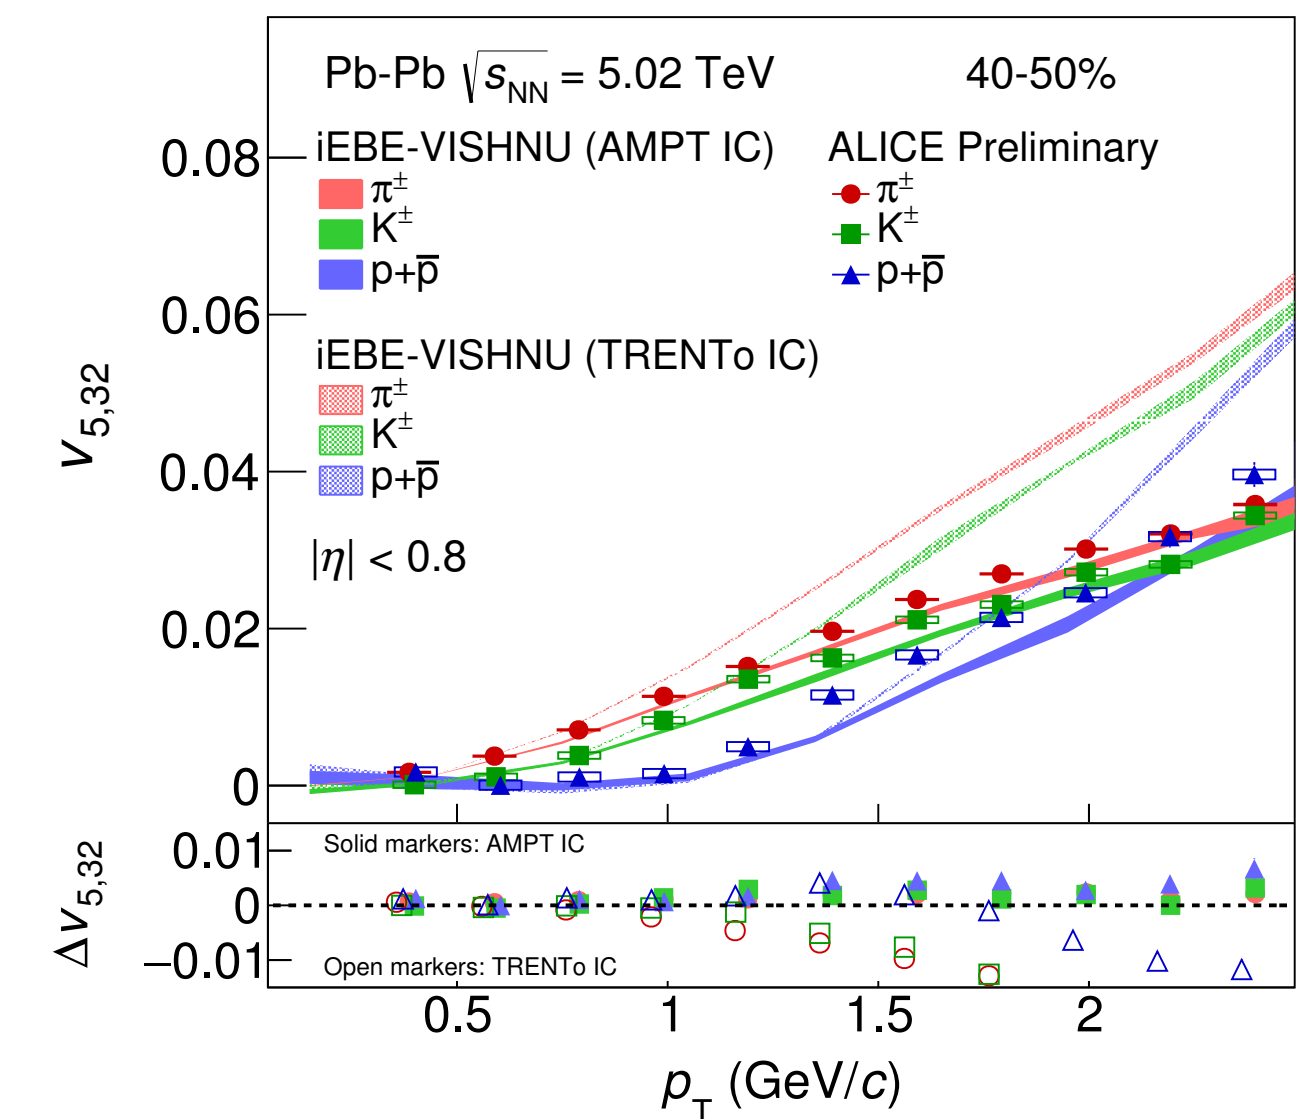 Pb-Pb √s_NN = 5.02 TeV 40-50%
iEBE-VISHNU (AMPT IC)
π±
K±
p+p̅
ALICE Preliminary
π±
K±
p+p̅
iEBE-VISHNU (TRENTo IC)
π±
K±
p+p̅
|η| < 0.8
v5,32
0.08
0.06
0.04
0.02
0
Δv5,32
0.01
0
−0.01
Solid markers: AMPT IC
Open markers: TRENTo IC
0.5 1 1.5 2
pT (GeV/c)